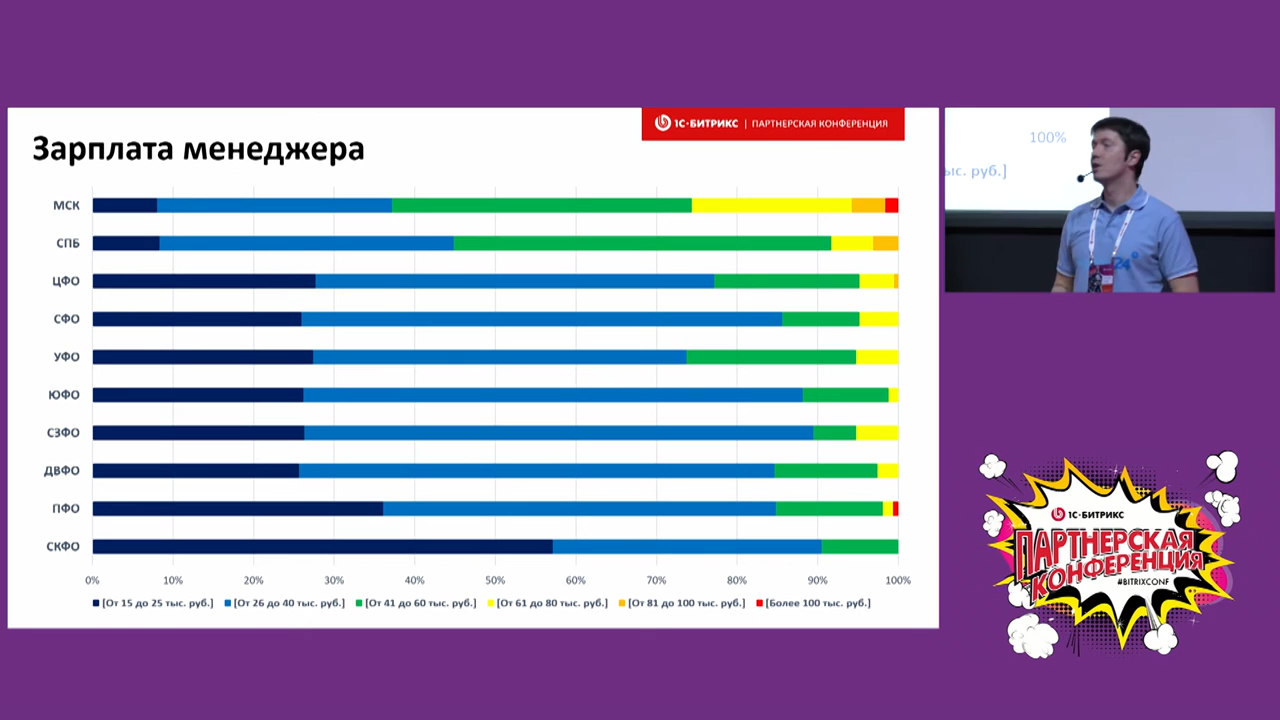 1С-БИТРИКС | ПАРТНЕРСКАЯ КОНФЕРЕНЦИЯ
Зарплата менеджера
МСК
СПБ
ЦФО
СФО
УФО
ЮФО
СЗФО
ДВФО
ПФО
СКФО
0% 10% 20% 30% 40% 50% 60% 70% 80% 90% 100%
[От 15 до 25 тыс. руб.] [От 26 до 40 тыс. руб.] [От 41 до 60 тыс. руб.] [От 61 до 80 тыс. руб.] [От 81 до 100 тыс. руб.] [Более 100 тыс. руб.]
100%
тыс. руб.]
24
1С-БИТРИКС
ПАРТНЕРСКАЯ
КОНФЕРЕНЦИЯ
#BITRIXCONF